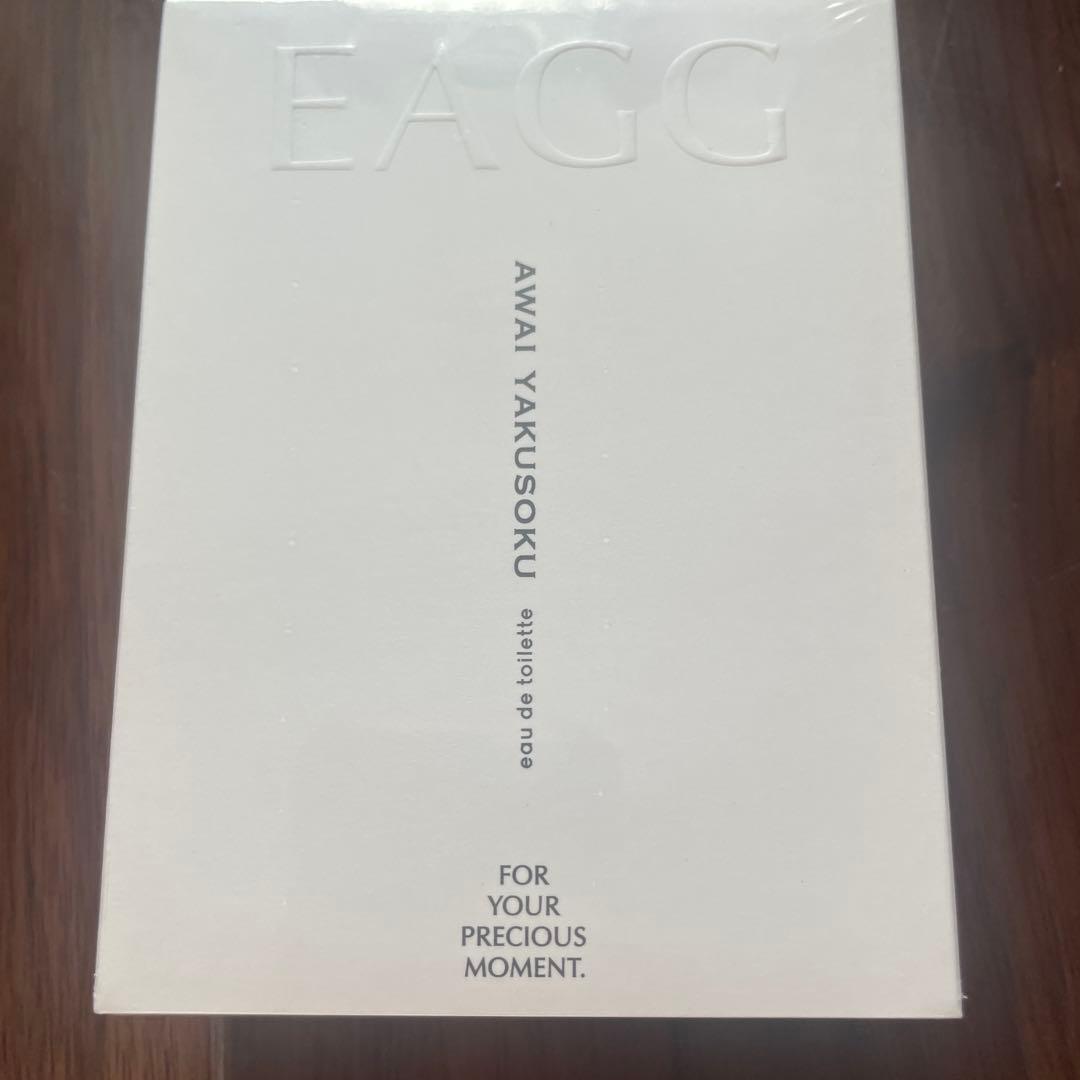 EAGG
AWAI YAKUSOKU eau de toilette
FOR
YOUR
PRECIOUS
MOMENT.